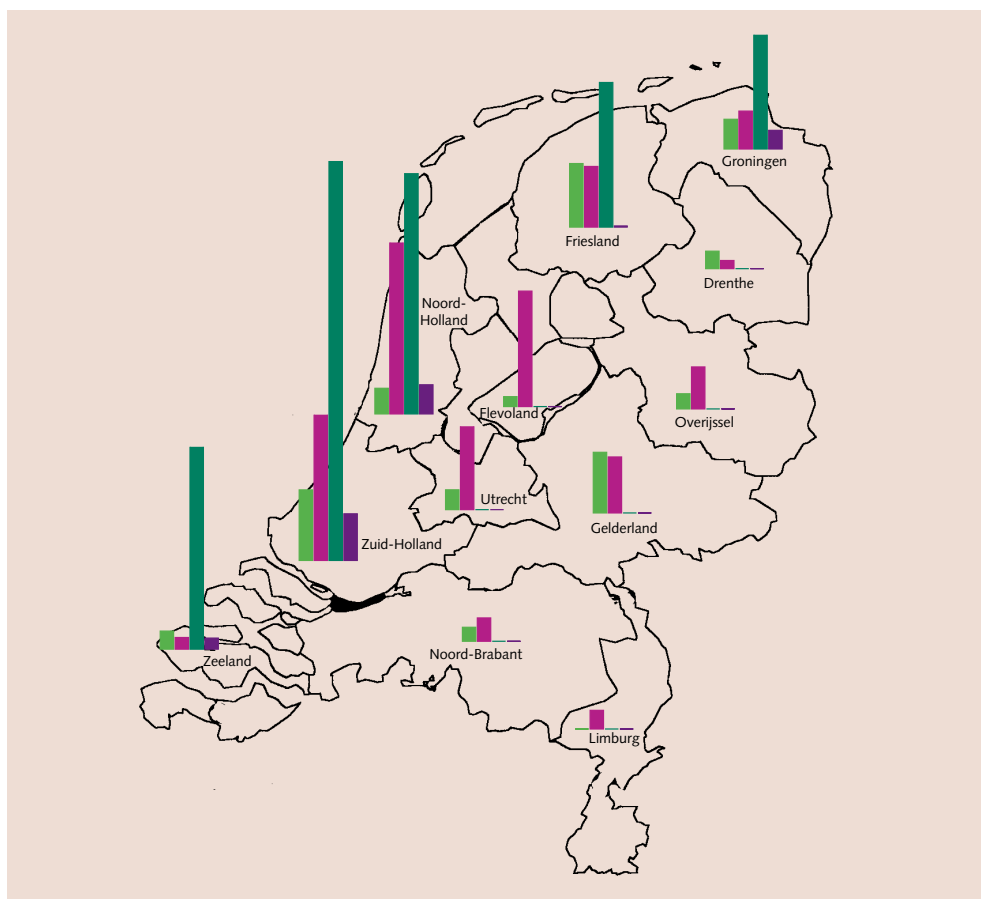 Groningen
Friesland
Drenthe
Noord-
Holland
Flevoland
Overijssel
Utrecht
Gelderland
Zuid-Holland
Noord-Brabant
Zeeland
Limburg